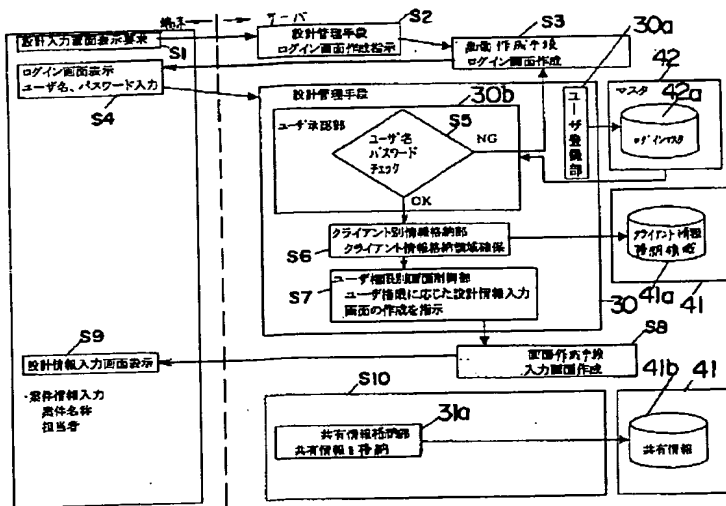 端末
サーバ
設計入力画面表示要求
S1
S2
設計管理手段
ログイン画面作成指示
S3
画面作成手段
ログイン画面作成
30a
ログイン画面表示
ユーザ名、パスワード入力
S4
設計管理手段
30b
ユーザ承認部
S5
ユーザ名
パスワード
チェック
NG
OK
ユーザ登録部
42
マスタ
42a
ログインマスタ
クライアント別情報格納部
クライアント情報格納領域確保
S6
クライアント情報
格納領域
41a
41
S7
ユーザ権限別画面制御部
ユーザ権限に応じた設計情報入力
画面の作成を指示
30
S8
画面作成手段
入力画面作成
S9
設計情報入力画面表示
・案件情報入力
案件名称
担当者
S10
31a
共有情報格納部
共有情報を格納
41b
41
共有情報